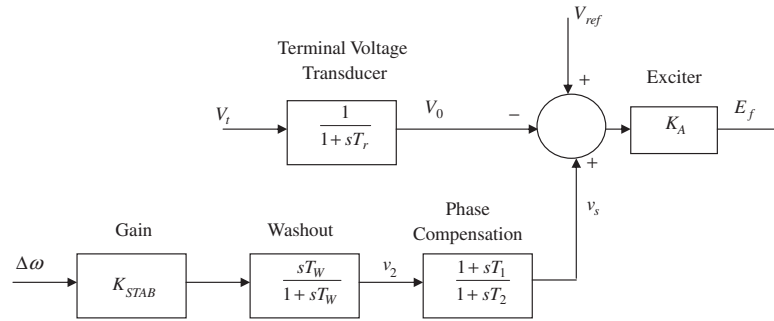 V_ref
Terminal Voltage
Transducer
+
Exciter
V_t
1
1 + sT_r
V_0
−
K_A
E_f
+
v_s
Gain
Washout
Phase
Compensation
Δω
K_STAB
sT_W
1 + sT_W
v_2
1 + sT_1
1 + sT_2